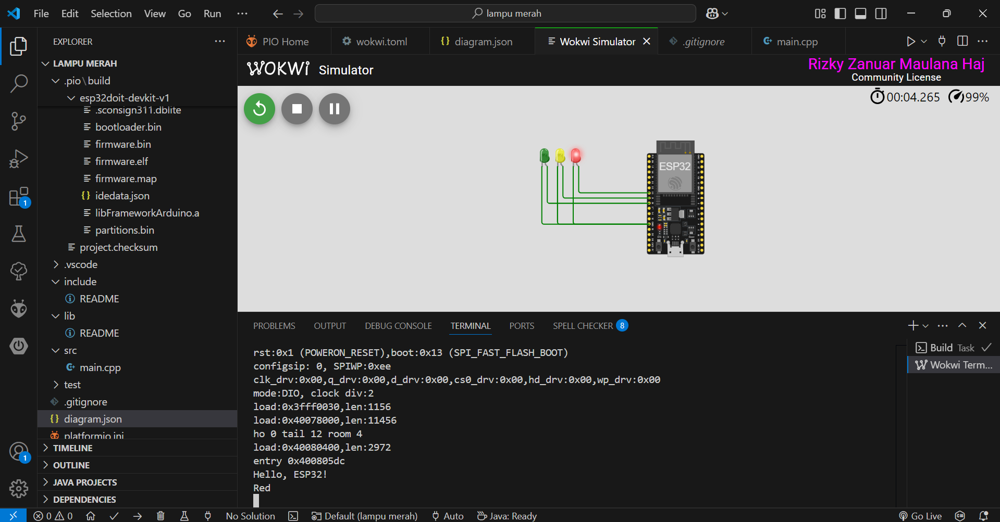 File Edit Selection View Go Run
lampu merah
EXPLORER
LAMPU MERAH
.pio\build
esp32doit-devkit-v1
.sconsign311.dblite
bootloader.bin
firmware.bin
firmware.elf
firmware.map
idedata.json
libFrameworkArduino.a
partitions.bin
project.checksum
.vscode
include
README
lib
README
src
main.cpp
test
.gitignore
diagram.json
platformio.ini
TIMELINE
OUTLINE
JAVA PROJECTS
DEPENDENCIES
1
1
PIO Home wokwi.toml diagram.json Wokwi Simulator .gitignore main.cpp
WOKWi Simulator
Rizky Zanuar Maulana Haj
Community License
00:04.265 99%
ESP32
PROBLEMS OUTPUT DEBUG CONSOLE TERMINAL PORTS SPELL CHECKER 8
rst:0x1 (POWERON_RESET),boot:0x13 (SPI_FAST_FLASH_BOOT)
configsip: 0, SPIWP:0xee
clk_drv:0x00,q_drv:0x00,d_drv:0x00,cs0_drv:0x00,hd_drv:0x00,wp_drv:0x00
mode:DIO, clock div:2
load:0x3fff0030,len:1156
load:0x40078000,len:11456
ho 0 tail 12 room 4
load:0x40080400,len:2972
entry 0x400805dc
Hello, ESP32!
Red
Build Task
Wokwi Term...
0 0 No Solution Default (lampu merah) Auto Java: Ready Go Live